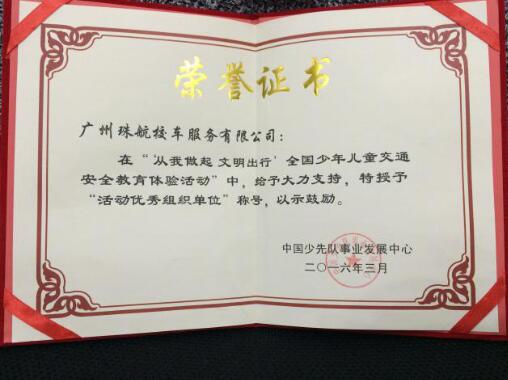 荣誉证书
广州珠航校车服务有限公司：
在“从我做起 文明出行’全国少年儿童交通
安全教育体验活动”中，给予大力支持，特授予
“活动优秀组织单位”称号，以示鼓励。
中国少先队事业发展中心
二〇一六年三月